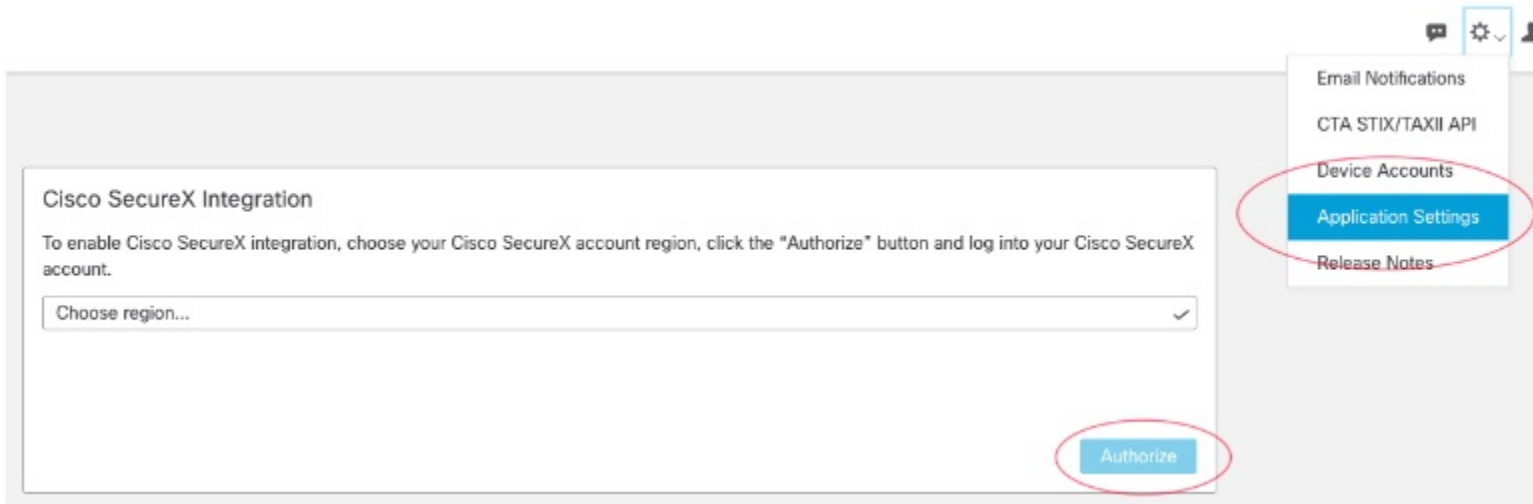 Email Notifications
CTA STIX/TAXII API
Device Accounts
Application Settings
Release Notes
Cisco SecureX Integration
To enable Cisco SecureX integration, choose your Cisco SecureX account region, click the "Authorize" button and log into your Cisco SecureX
account.
Choose region...
Authorize